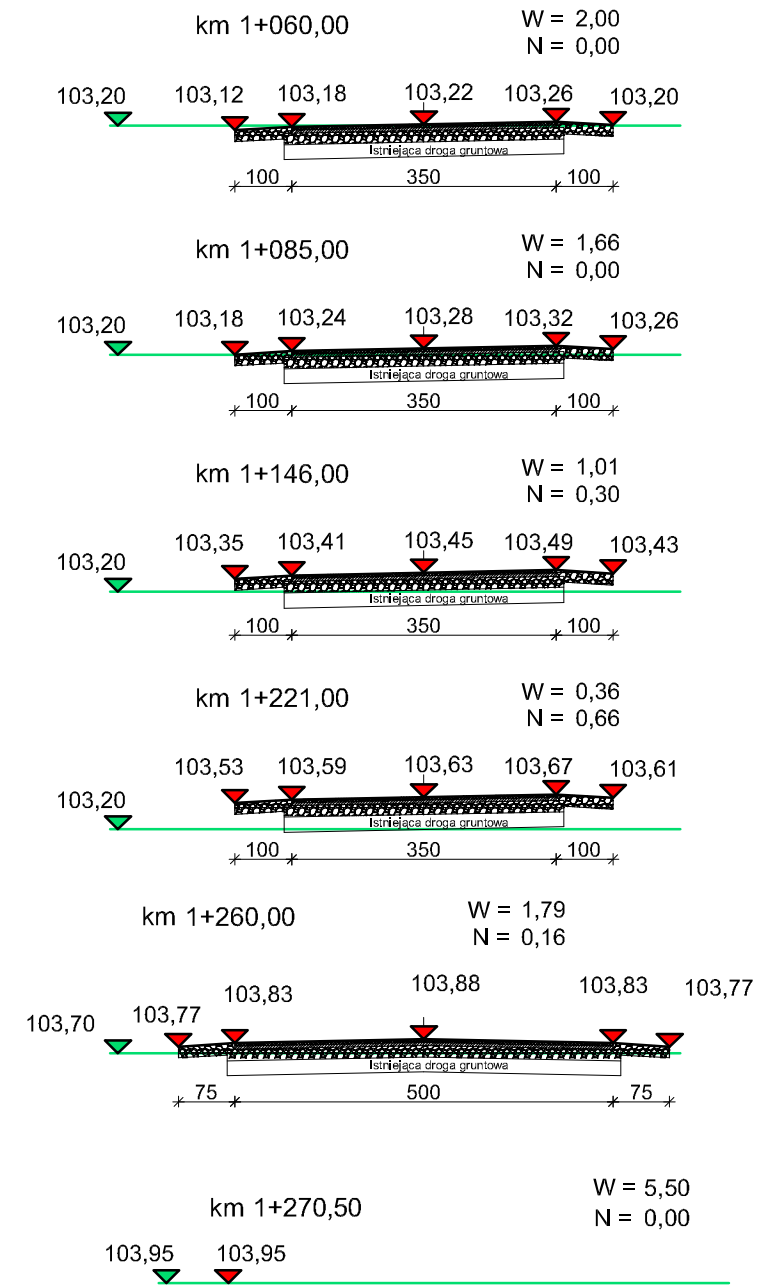 km 1+060,00
W = 2,00
N = 0,00
103,20 103,12 103,18 103,22 103,26 103,20
Istniejąca droga gruntowa
100 350 100
km 1+085,00
W = 1,66
N = 0,00
103,20 103,18 103,24 103,28 103,32 103,26
Istniejąca droga gruntowa
100 350 100
km 1+146,00
W = 1,01
N = 0,30
103,20 103,35 103,41 103,45 103,49 103,43
Istniejąca droga gruntowa
100 350 100
km 1+221,00
W = 0,36
N = 0,66
103,20 103,53 103,59 103,63 103,67 103,61
Istniejąca droga gruntowa
100 350 100
km 1+260,00
W = 1,79
N = 0,16
103,70 103,77 103,83 103,88 103,83 103,77
Istniejąca droga gruntowa
75 500 75
km 1+270,50
W = 5,50
N = 0,00
103,95 103,95